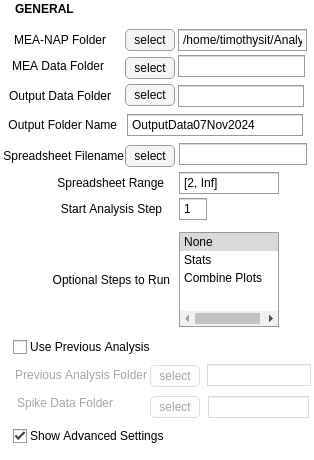 GENERAL
MEA-NAP Folder select /home/timothysit/Analy
MEA Data Folder select
Output Data Folder select
Output Folder Name OutputData07Nov2024
Spreadsheet Filename select
Spreadsheet Range [2, Inf]
Start Analysis Step 1
None
Stats
Optional Steps to Run Combine Plots
Use Previous Analysis
Previous Analysis Folder select
Spike Data Folder select
Show Advanced Settings